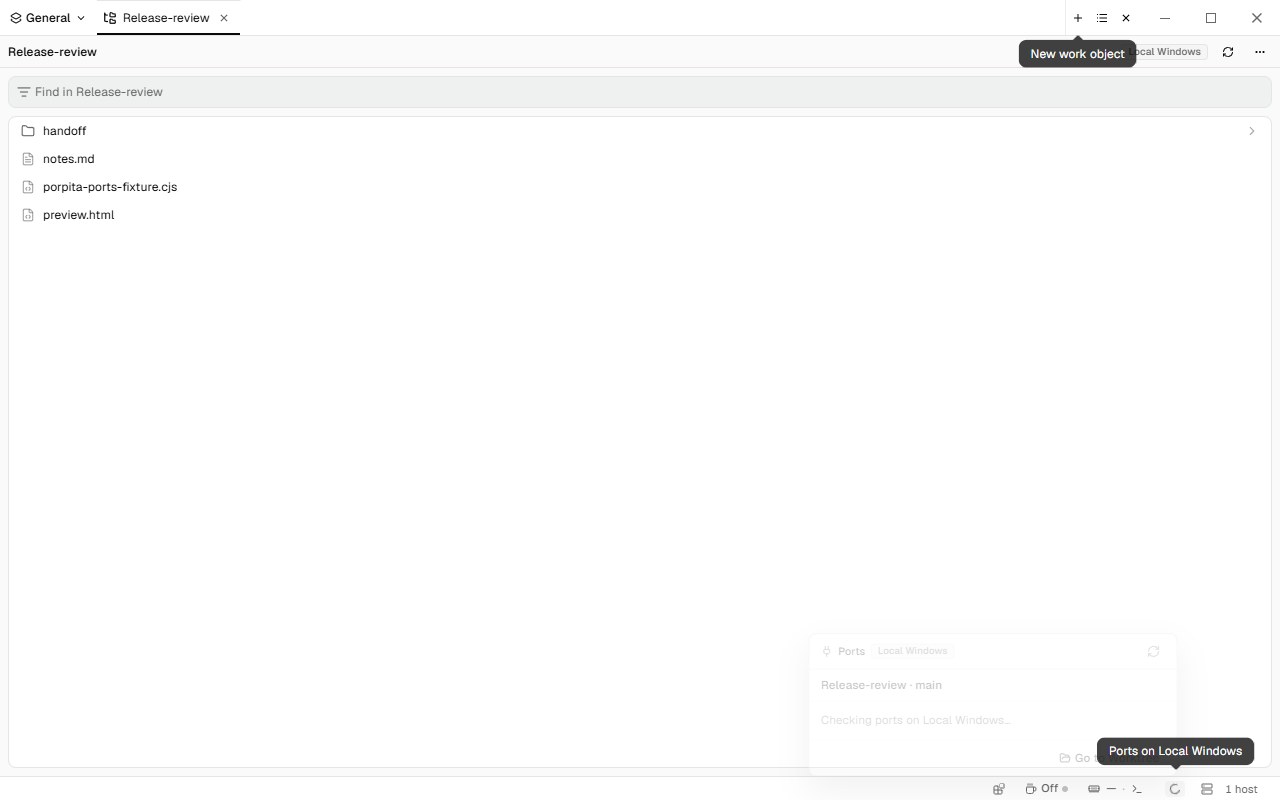 General
Release-review
Release-review
New work object
ocal Windows
Find in Release-review
handoff
notes.md
porpita-ports-fixture.cjs
preview.html
Ports
Local Windows
Release-review · main
Checking ports on Local Windows...
Go
Ports on Local Windows
Off
1 host